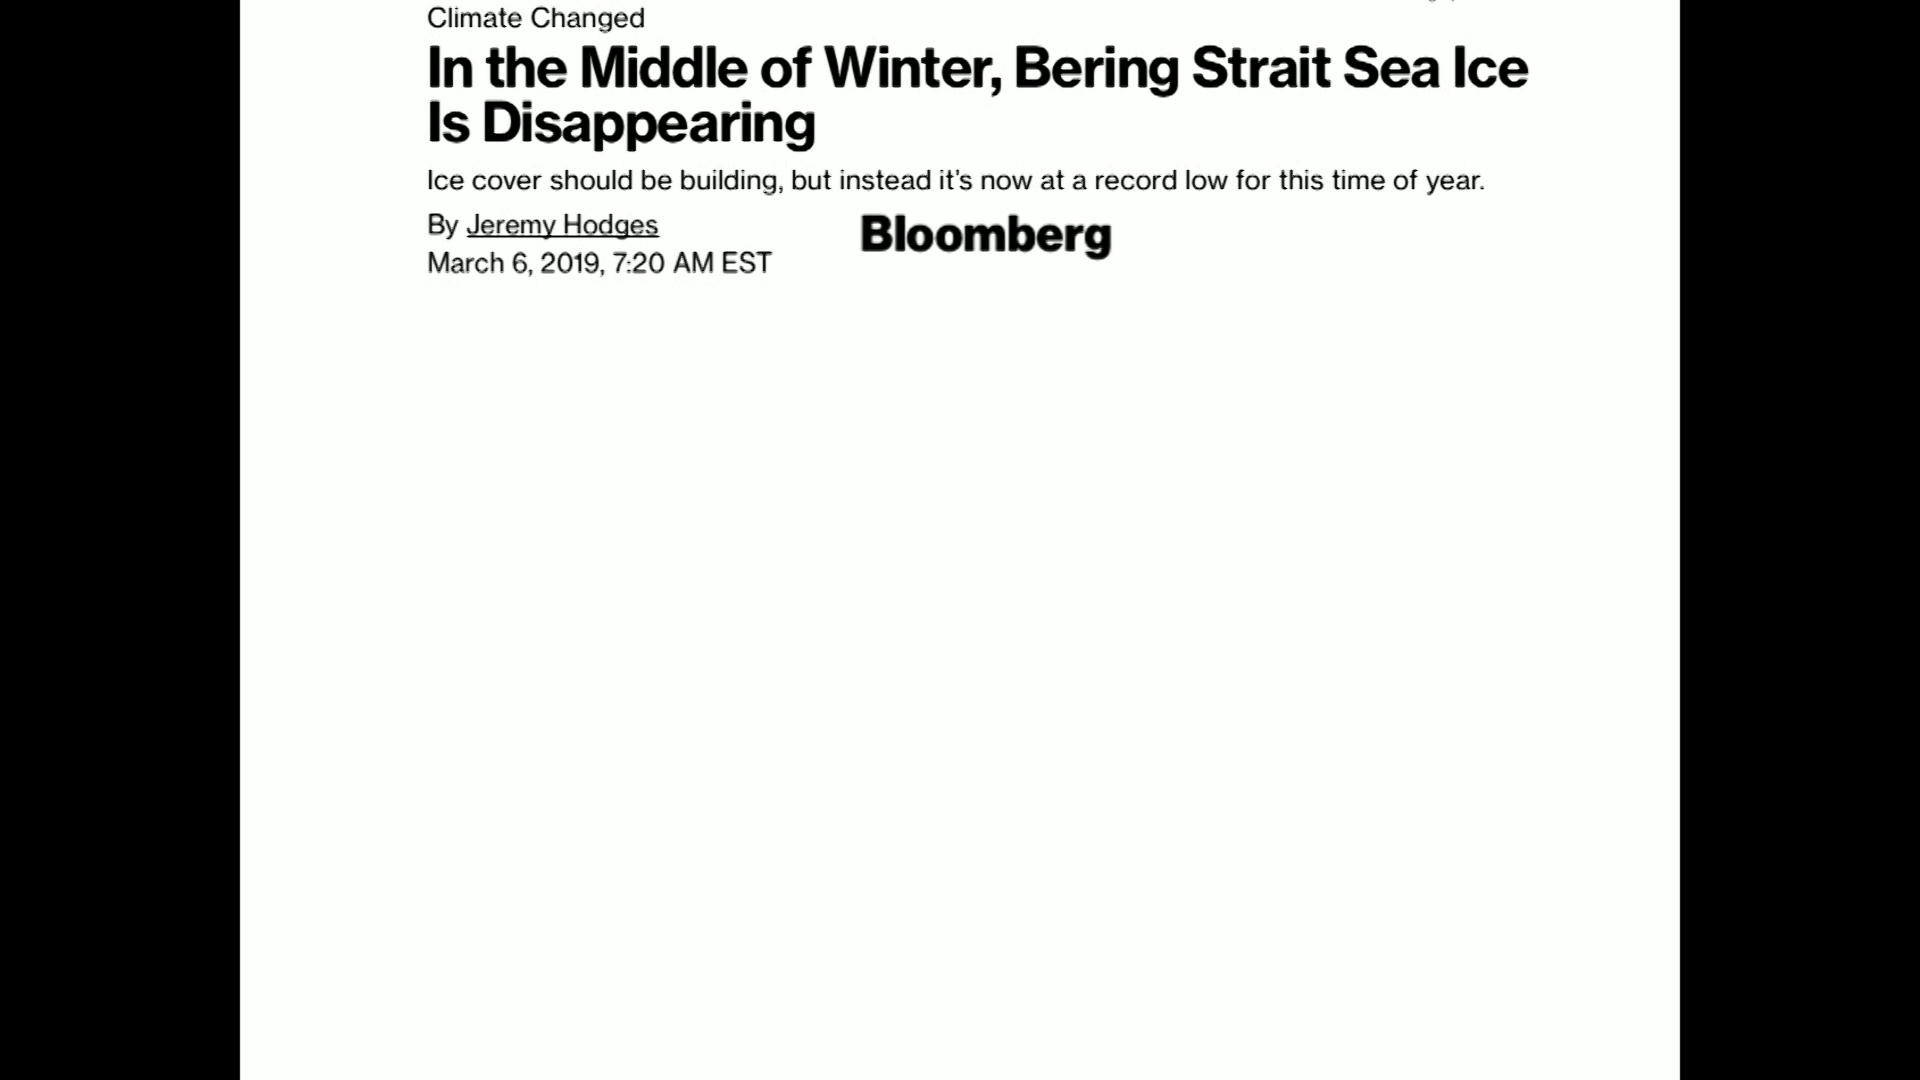 Climate Changed
In the Middle of Winter, Bering Strait Sea Ice
Is Disappearing
Ice cover should be building, but instead it's now at a record low for this time of year.
By Jeremy Hodges
Bloomberg
March 6, 2019, 7:20 AM EST